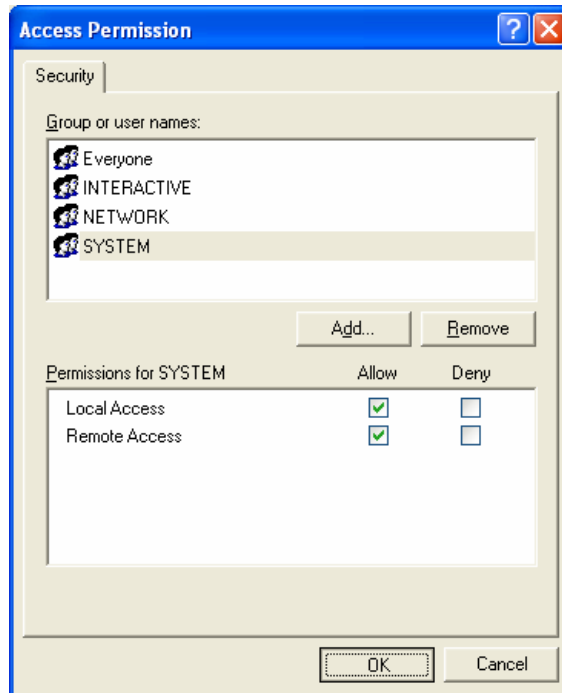 Access Permission
Security
Group or user names:
Everyone
INTERACTIVE
NETWORK
SYSTEM
Add... Remove
Permissions for SYSTEM Allow Deny
Local Access
Remote Access
OK Cancel